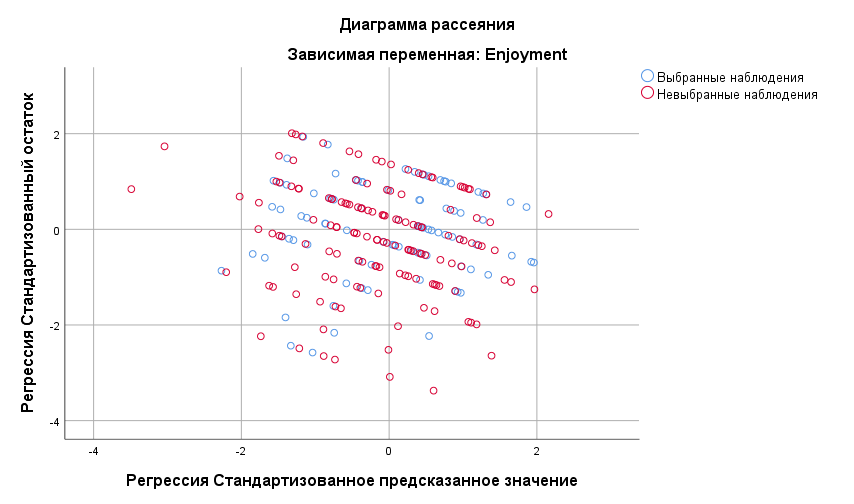 Диаграмма рассеяния
Зависимая переменная: Enjoyment
Выбранные наблюдения
Невыбранные наблюдения
Регрессия Стандартизованный остаток
2
0
-2
-4
-4
-2
0
2
Регрессия Стандартизованное предсказанное значение